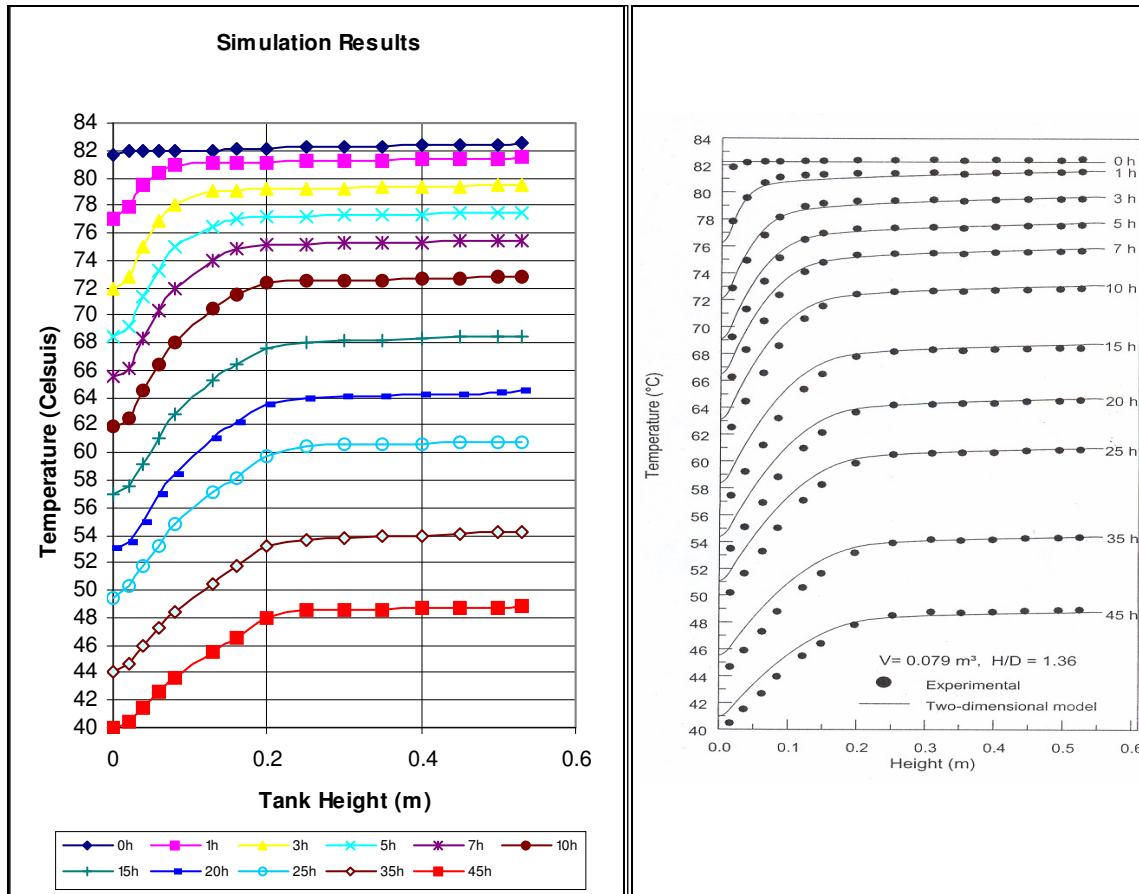 Simulation Results
84
82
80
78
76
74
72
70
68
66
64
62
60
58
56
54
52
50
48
46
44
42
40
0
0.2
0.4
0.6
Temperature (Celsuis)
Tank Height (m)
0h 1h 3h 5h 7h 10h
15h 20h 25h 35h 45h
84
82
80
78
76
74
72
70
68
66
64
62
60
58
56
54
52
50
48
46
44
42
40
0.0 0.1 0.2 0.3 0.4 0.5 0.6
Temperature (°C)
Height (m)
0 h
1 h
3 h
5 h
7 h
10 h
15 h
20 h
25 h
35 h
45 h
V= 0.079 m³, H/D = 1.36
Experimental
Two-dimensional model